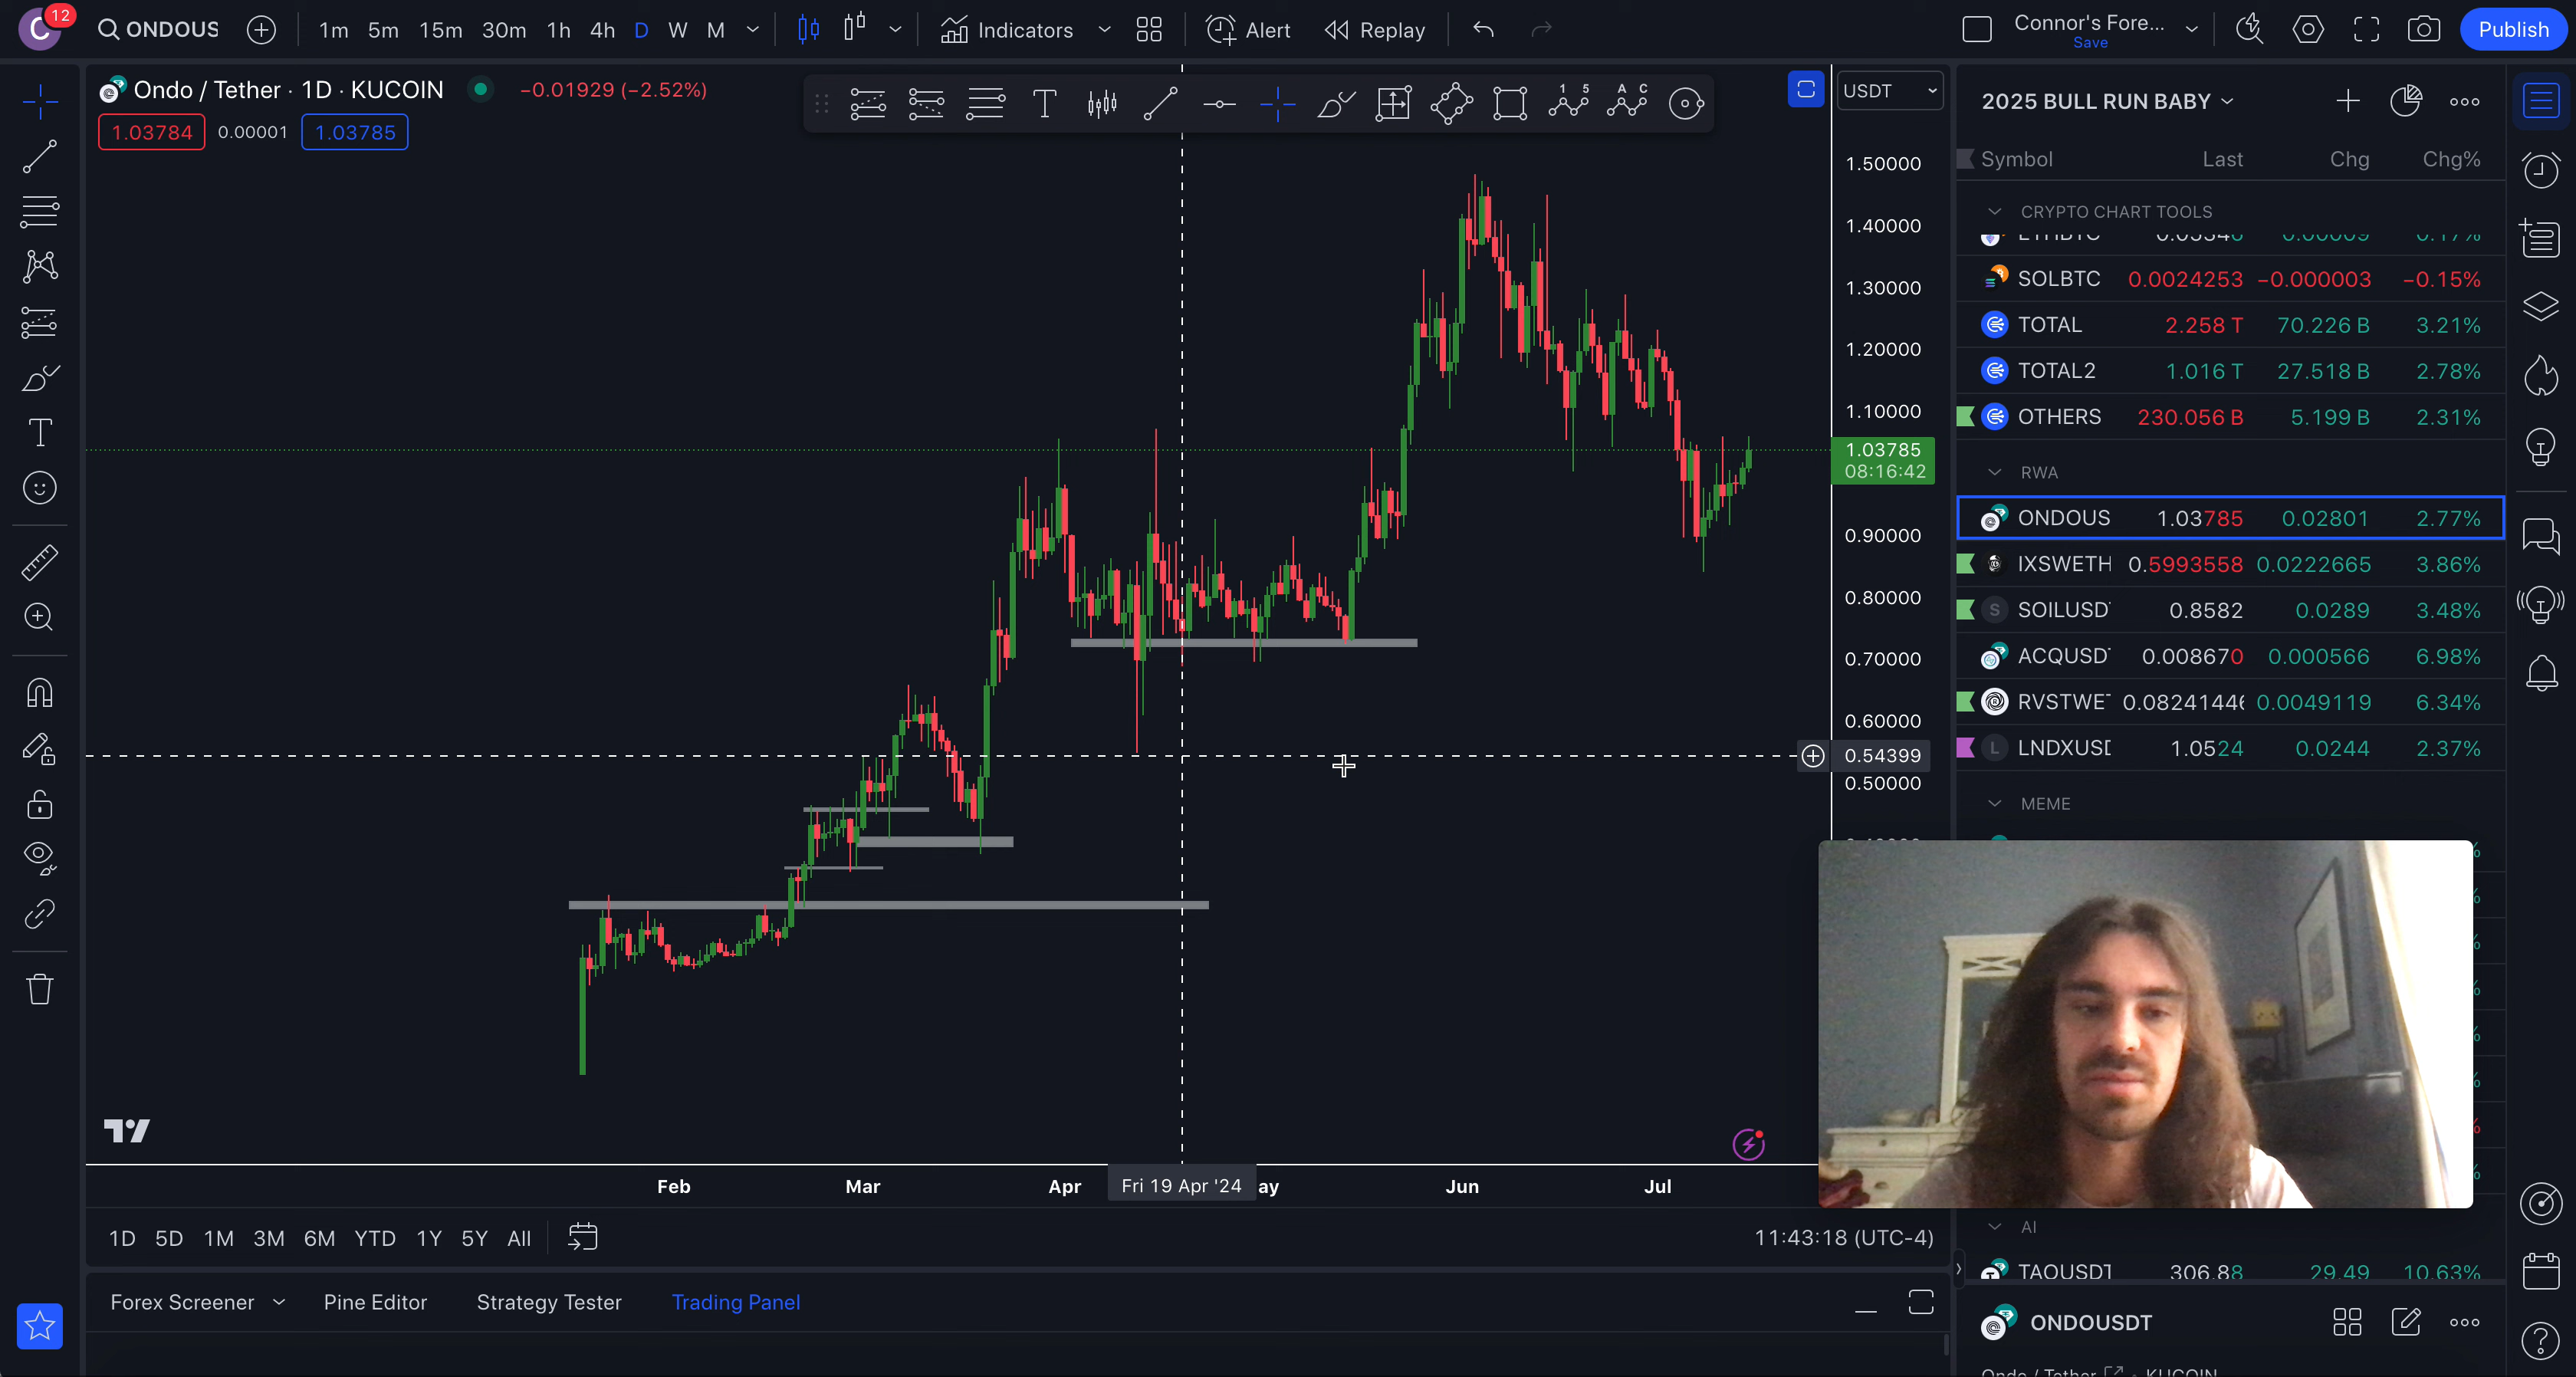 C 12 ONDOUS 1m 5m 15m 30m 1h 4h D W M Indicators Alert Replay Connor's Fore... Save Publish
Ondo / Tether · 1D · KUCOIN −0.01929 (−2.52%)
1.03784 0.00001 1.03785
USDT
1.50000
1.40000
1.30000
1.20000
1.10000
1.03785
08:16:42
0.90000
0.80000
0.70000
0.60000
0.54399
0.50000
Feb Mar Apr Fri 19 Apr '24 ay Jun Jul
1D 5D 1M 3M 6M YTD 1Y 5Y All 11:43:18 (UTC-4)
Forex Screener Pine Editor Strategy Tester Trading Panel
2025 BULL RUN BABY
Symbol Last Chg Chg%
CRYPTO CHART TOOLS
SOLBTC 0.0024253 −0.000003 −0.15%
TOTAL 2.258 T 70.226 B 3.21%
TOTAL2 1.016 T 27.518 B 2.78%
OTHERS 230.056 B 5.199 B 2.31%
RWA
ONDOUS 1.03785 0.02801 2.77%
IXSWETH 0.5993558 0.0222665 3.86%
SOILUSD 0.8582 0.0289 3.48%
ACQUSD 0.008670 0.000566 6.98%
RVSTWE 0.0824144 0.0049119 6.34%
LNDXUSD 1.0524 0.0244 2.37%
MEME
AI
TAOUSDT 306.88 29.49 10.63%
ONDOUSDT
Ondo / Tether KUCOIN